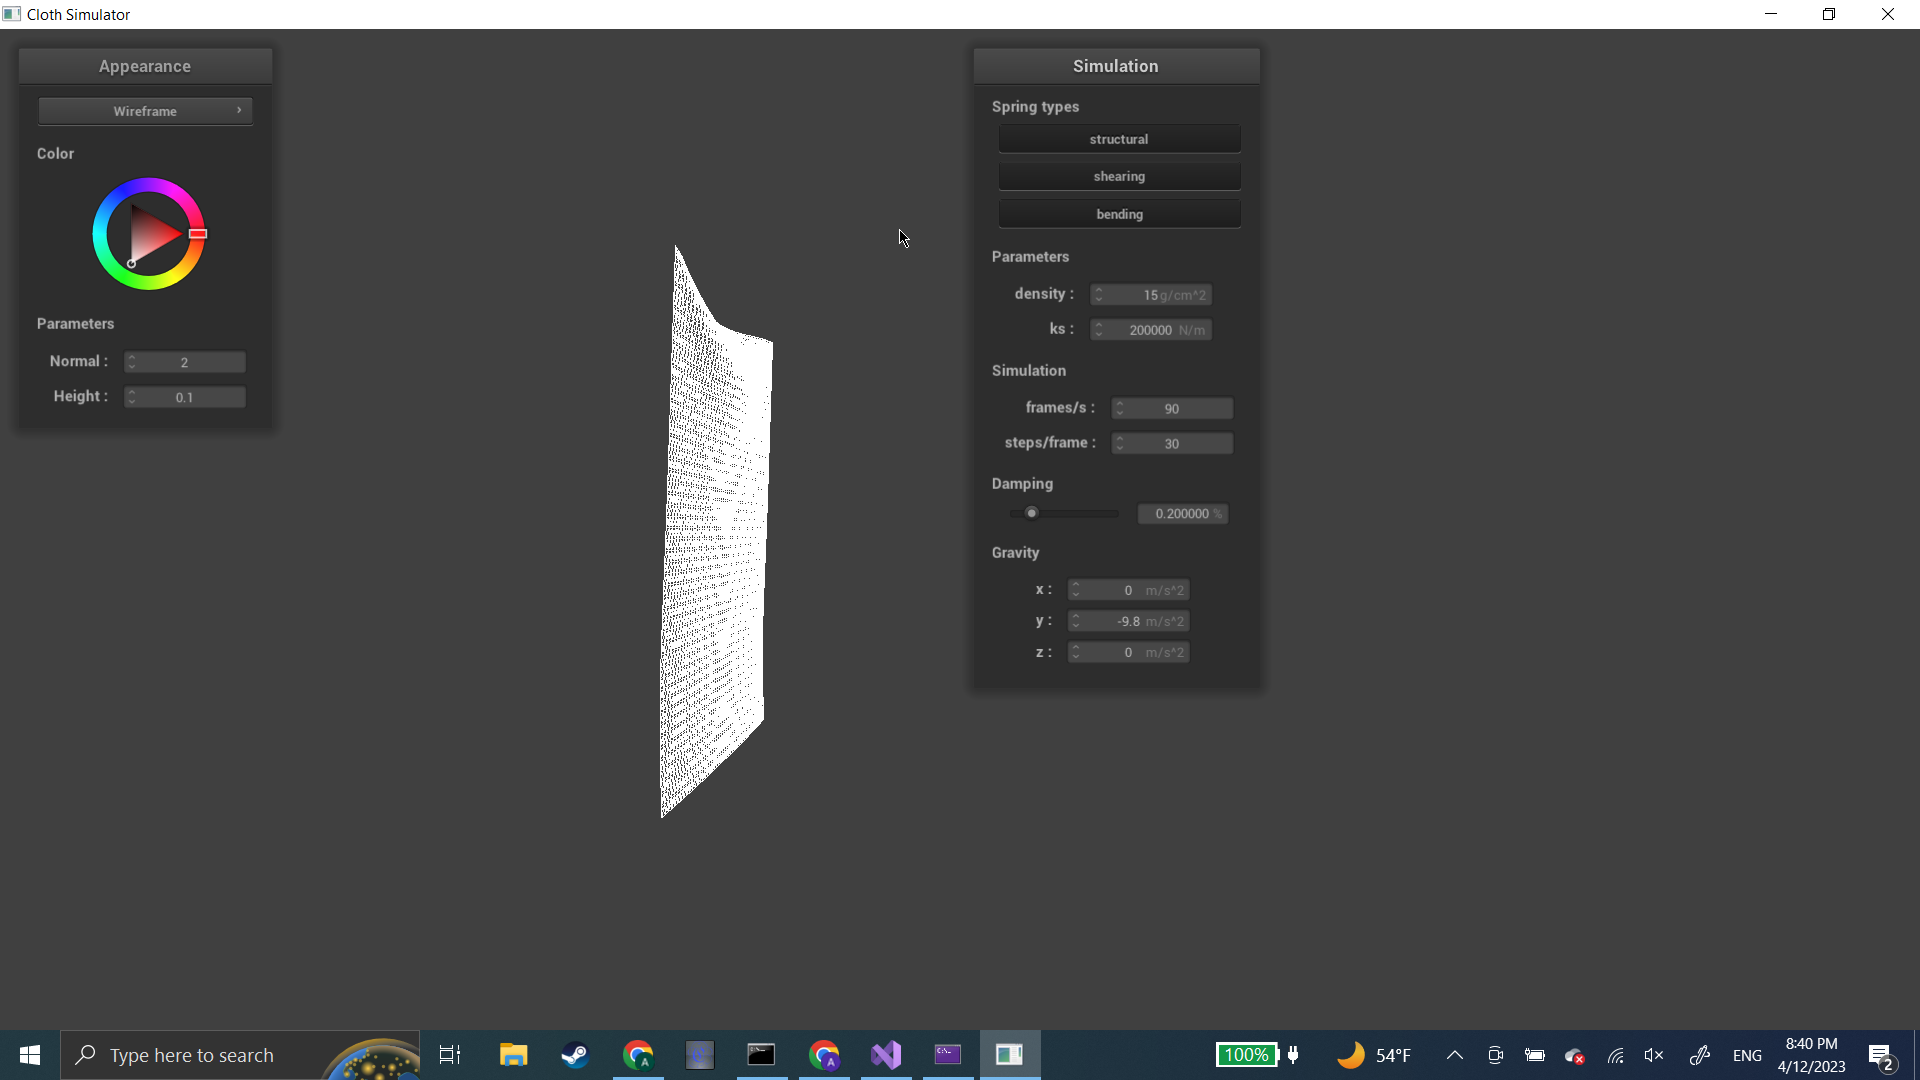 Cloth Simulator
Appearance
Wireframe
Color
Parameters
Normal : 2
Height : 0.1
Simulation
Spring types
structural
shearing
bending
Parameters
density : 15 g/cm^2
ks : 200000 N/m
Simulation
frames/s : 90
steps/frame : 30
Damping
0.200000 %
Gravity
x : 0 m/s^2
y : -9.8 m/s^2
z : 0 m/s^2
Type here to search
100%
54°F
ENG
8:40 PM
4/12/2023
2